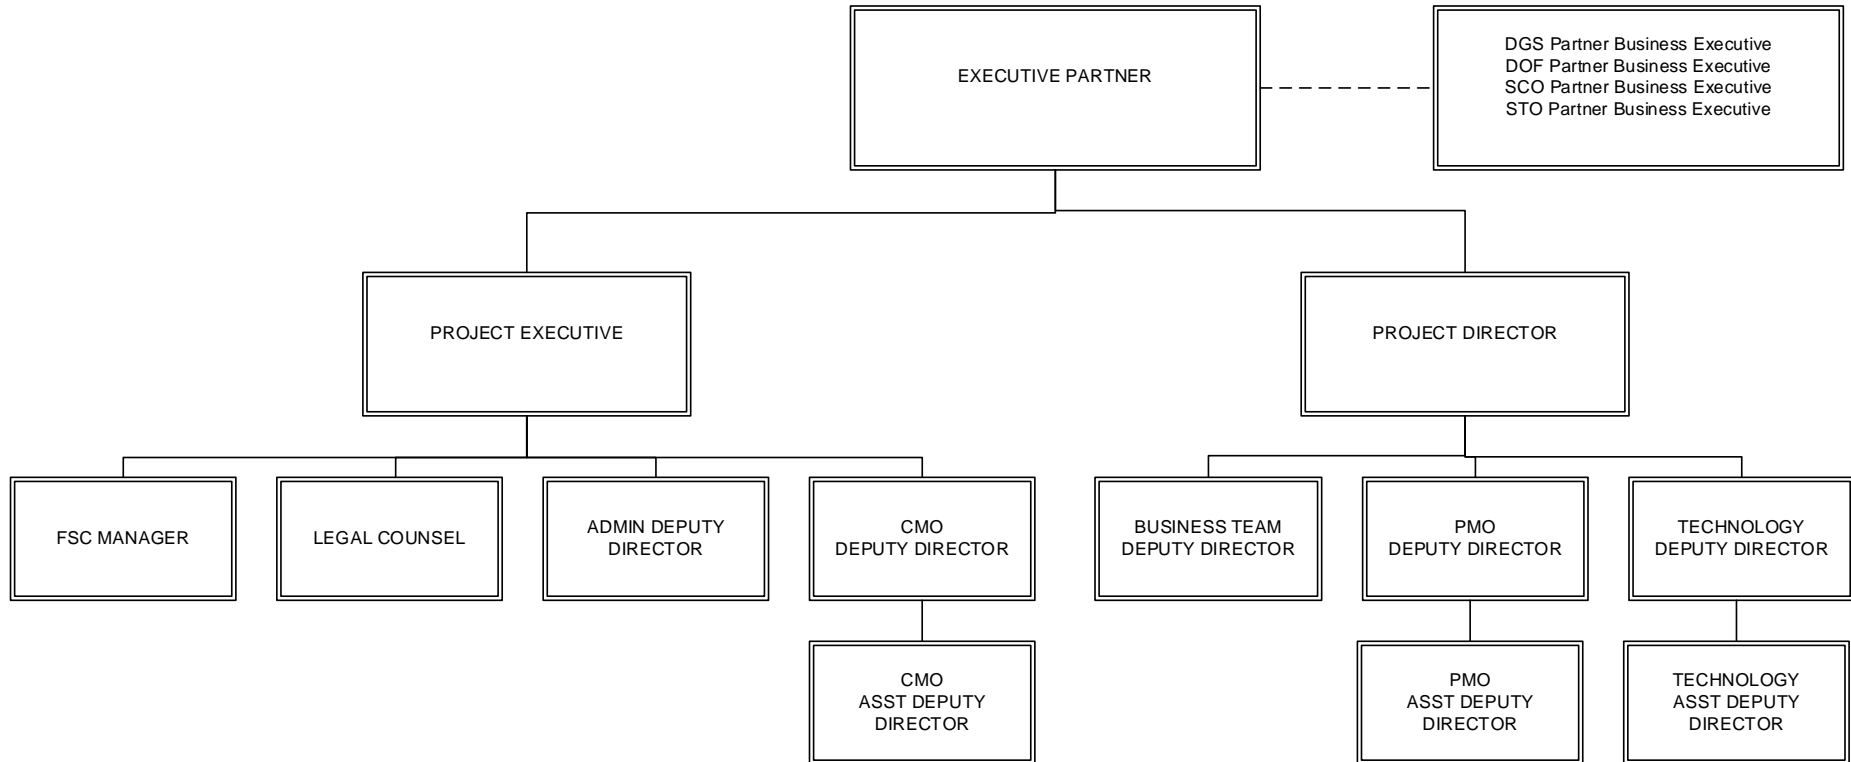 EXECUTIVE PARTNER
DGS Partner Business Executive
DOF Partner Business Executive
SCO Partner Business Executive
STO Partner Business Executive
PROJECT EXECUTIVE
PROJECT DIRECTOR
FSC MANAGER
LEGAL COUNSEL
ADMIN DEPUTY
DIRECTOR
CMO
DEPUTY DIRECTOR
BUSINESS TEAM
DEPUTY DIRECTOR
PMO
DEPUTY DIRECTOR
TECHNOLOGY
DEPUTY DIRECTOR
CMO
ASST DEPUTY
DIRECTOR
PMO
ASST DEPUTY
DIRECTOR
TECHNOLOGY
ASST DEPUTY
DIRECTOR